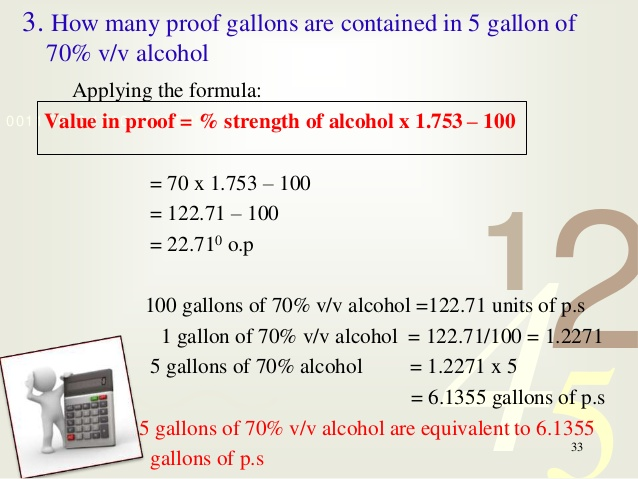 3. How many proof gallons are contained in 5 gallon of
70% v/v alcohol
Applying the formula:
001
Value in proof = % strength of alcohol x 1.753 – 100
= 70 x 1.753 – 100
= 122.71 – 100
= 22.71⁰ o.p
12
45
100 gallons of 70% v/v alcohol =122.71 units of p.s
1 gallon of 70% v/v alcohol = 122.71/100 = 1.2271
5 gallons of 70% alcohol = 1.2271 x 5
= 6.1355 gallons of p.s
5 gallons of 70% v/v alcohol are equivalent to 6.1355
gallons of p.s
33